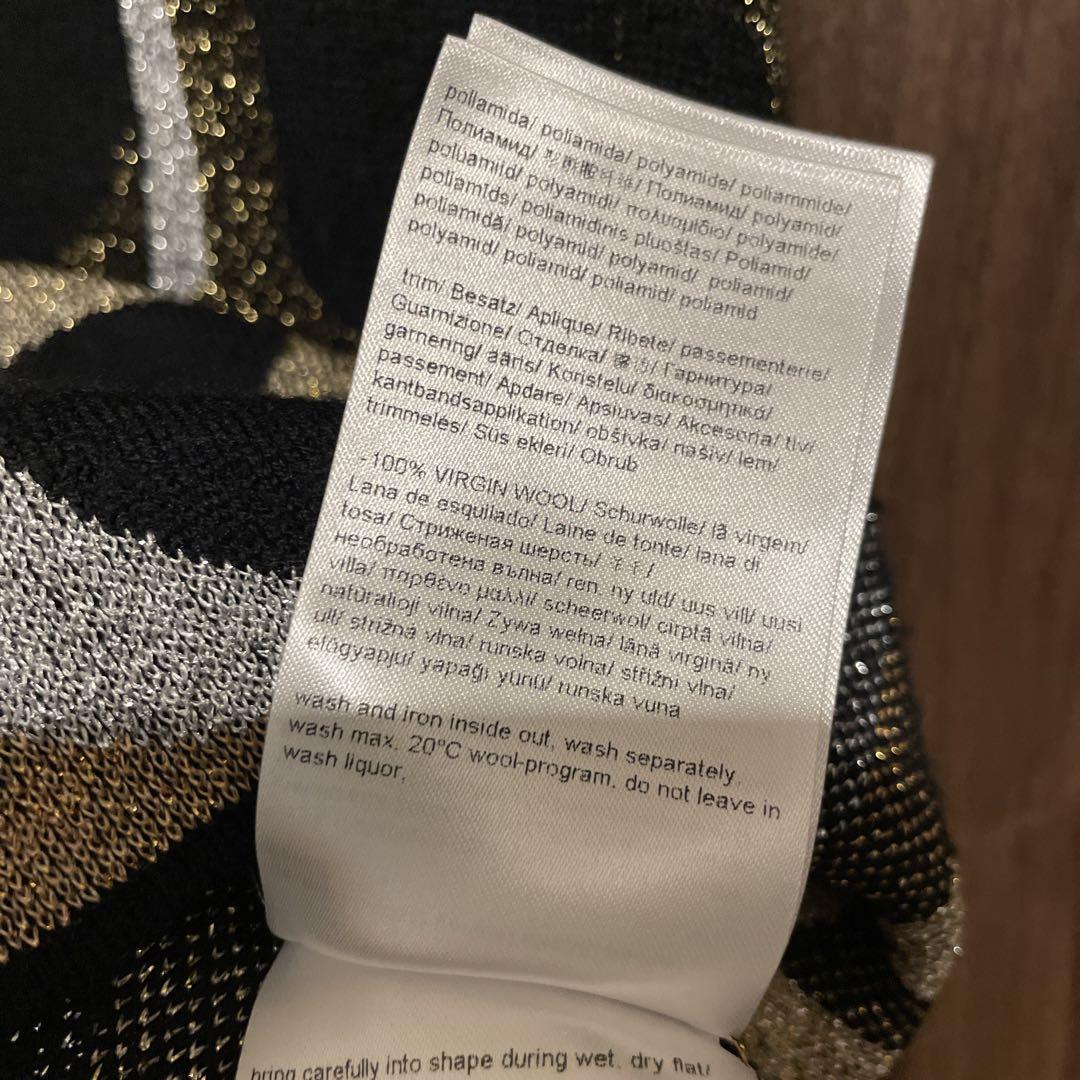 poliamida/ poliamida/ polyamide/ poliammide/
Полиамид/ Полиамид/ polyamid/
polüamiid/ polyamidi/ πολυαμίδιο/ polyamide/
poliamīds/ poliamidinis pluoštas/ Poliamid/
poliamidă/ polyamid/ polyamid/ poliamid/
polyamid/ poliamid/ poliamid/ poliamid
trim/ Besatz/ Aplique/ Ribete/ passementerie/
Guarnizione/ Отделка/ Гарнитура/
garnering/ ääris/ Koristelu/ διακοσμητικά/
passement/ Apdare/ Apsiuvas/ Akcesoria/ tiv/
kantbandsapplikation/ obšívka/ našiv/ lem/
trimmelés/ Süs ekleri/ Obrub
-100% VIRGIN WOOL/ Schurwolle/ lã virgem/
Lana de esquilado/ Laine de tonte/ lana di
tosa/ Стриженая шерсть/ 羊毛/
необработена вълна/ ren. ny uld/ uus vill/ uusi
villa/ παρθένο μαλλί/ scheerwol/ cirptā vilna/
natūralioji vilna/ Żywa wełna/ lână virgină/ ny
ull/ strižná vlna/ runska volna/ střižní vlna/
élőgyapjú/ yapağı yünü/ runska vuna
wash and iron inside out, wash separately,
wash max. 20°C wool-program, do not leave in
wash liquor,
bring carefully into shape during wet, dry flat/